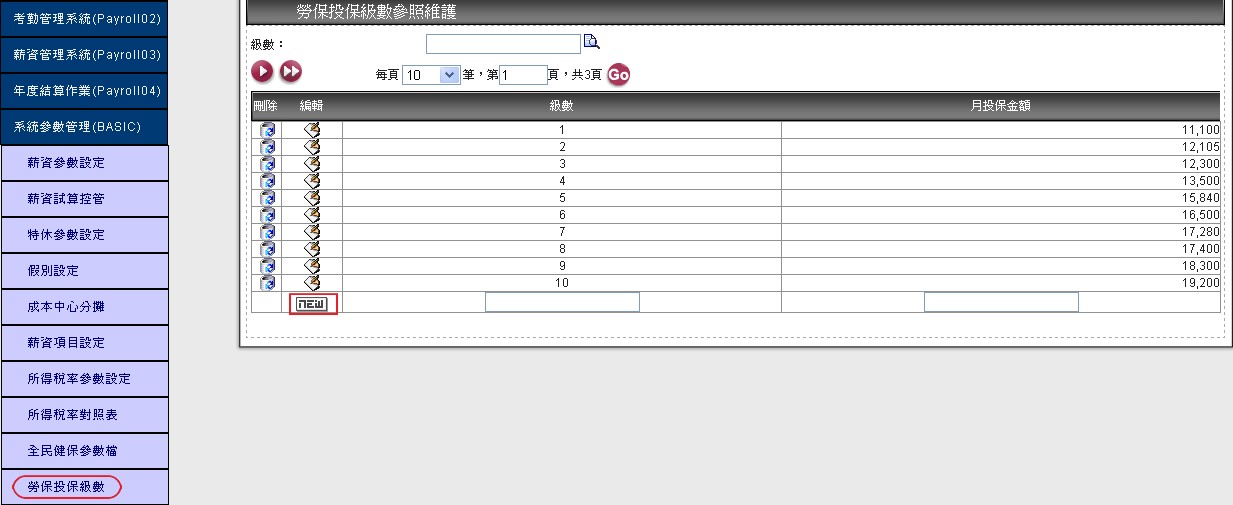 考勤管理系統(Payroll02)
薪資管理系統(Payroll03)
年度結算作業(Payroll04)
系統參數管理(BASIC)
薪資參數設定
薪資試算控管
特休參數設定
假別設定
成本中心分攤
薪資項目設定
所得稅率參數設定
所得稅率對照表
全民健保參數檔
勞保投保級數
勞保投保級數參照維護
級數：
每頁 10 筆，第 1 頁，共3頁 Go
刪除 編輯 級數 月投保金額
1 11,100
2 12,105
3 12,300
4 13,500
5 15,840
6 16,500
7 17,280
8 17,400
9 18,300
10 19,200
NEW